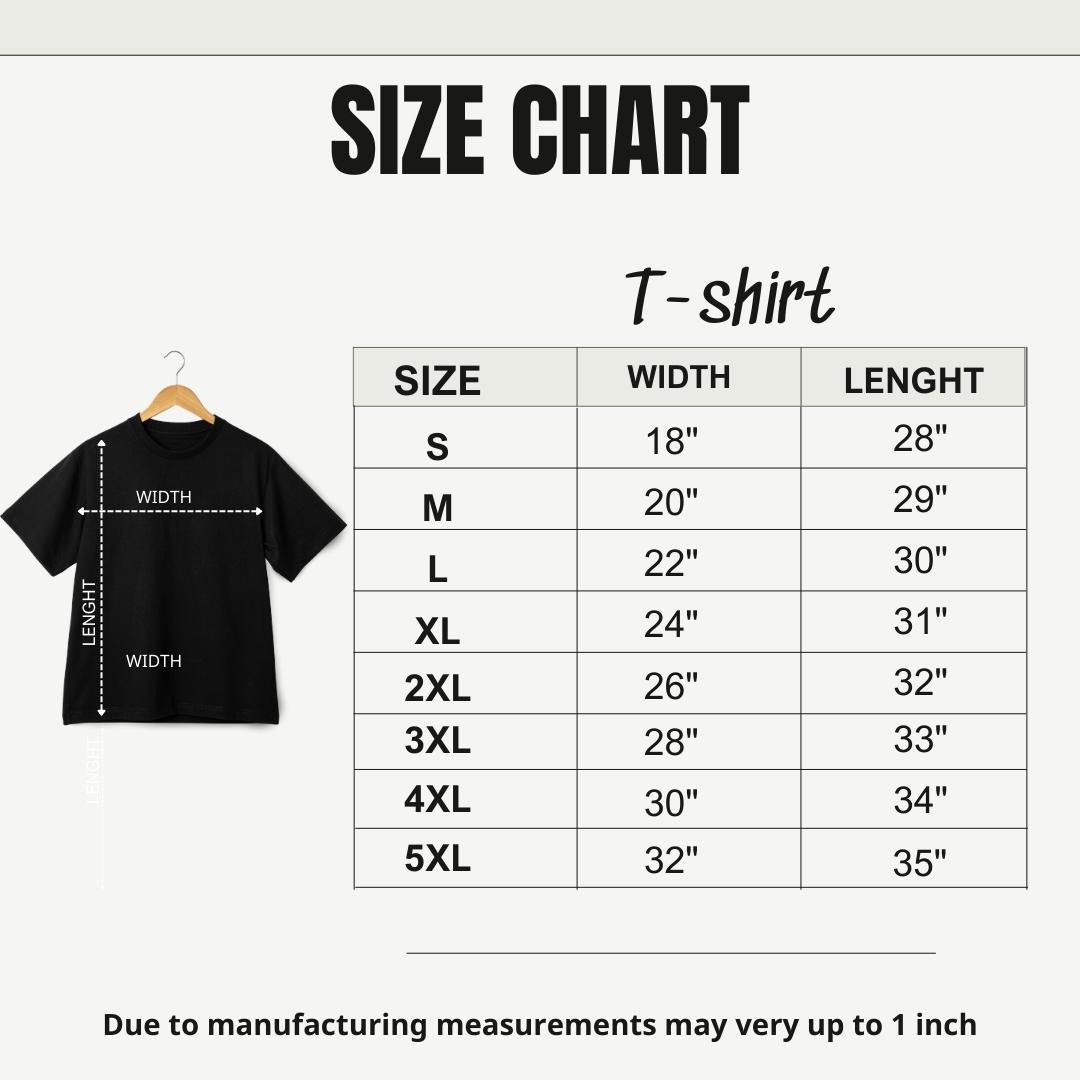 SIZE CHART
T-shirt
SIZE WIDTH LENGHT
S 18" 28"
M 20" 29"
L 22" 30"
XL 24" 31"
2XL 26" 32"
3XL 28" 33"
4XL 30" 34"
5XL 32" 35"
WIDTH
LENGHT
WIDTH
LENGHT
Due to manufacturing measurements may very up to 1 inch